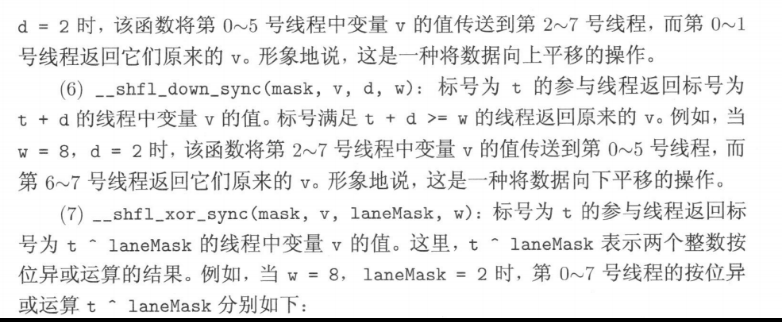 d = 2 时，该函数将第 0~5 号线程中变量 v 的值传送到第 2~7 号线程，而第 0~1
号线程返回它们原来的 v。形象地说，这是一种将数据向上平移的操作。
(6) __shfl_down_sync(mask, v, d, w)：标号为 t 的参与线程返回标号为
t + d 的线程中变量 v 的值。标号满足 t + d >= w 的线程返回原来的 v。例如，当
w = 8，d = 2 时，该函数将第 2~7 号线程中变量 v 的值传送到第 0~5 号线程，而
第 6~7 号线程返回它们原来的 v。形象地说，这是一种将数据向下平移的操作。
(7) __shfl_xor_sync(mask, v, laneMask, w)：标号为 t 的参与线程返回标
号为 t ^ laneMask 的线程中变量 v 的值。这里，t ^ laneMask 表示两个整数按
位异或运算的结果。例如，当 w = 8，laneMask = 2 时，第 0~7 号线程的按位异
或运算 t ^ laneMask 分别如下：